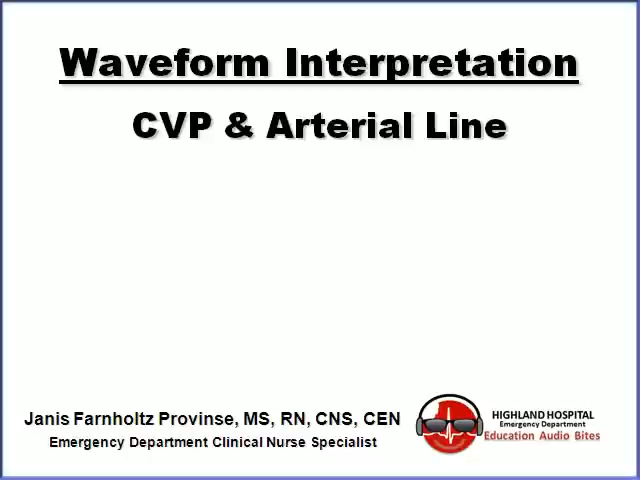 Waveform Interpretation
CVP & Arterial Line
Janis Farnholtz Provinse, MS, RN, CNS, CEN
Emergency Department Clinical Nurse Specialist
HIGHLAND HOSPITAL
Emergency Department
Education Audio Bites